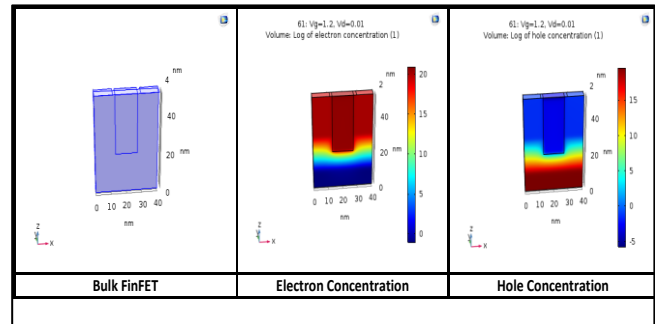 61: Vg=1.2, Vd=0.01
Volume: Log of electron concentration (1)
61: Vg=1.2, Vd=0.01
Volume: Log of hole concentration (1)
nm
4
40
20
nm
0
0 10 20 30 40
nm
z
y
x
nm
2
40
nm
20
0
0 10 20 30 40
nm
z
y
x
20
15
10
5
0
nm
2
40
nm
20
0
0 10 20 30 40
nm
z
y
x
15
10
5
0
-5
Bulk FinFET
Electron Concentration
Hole Concentration